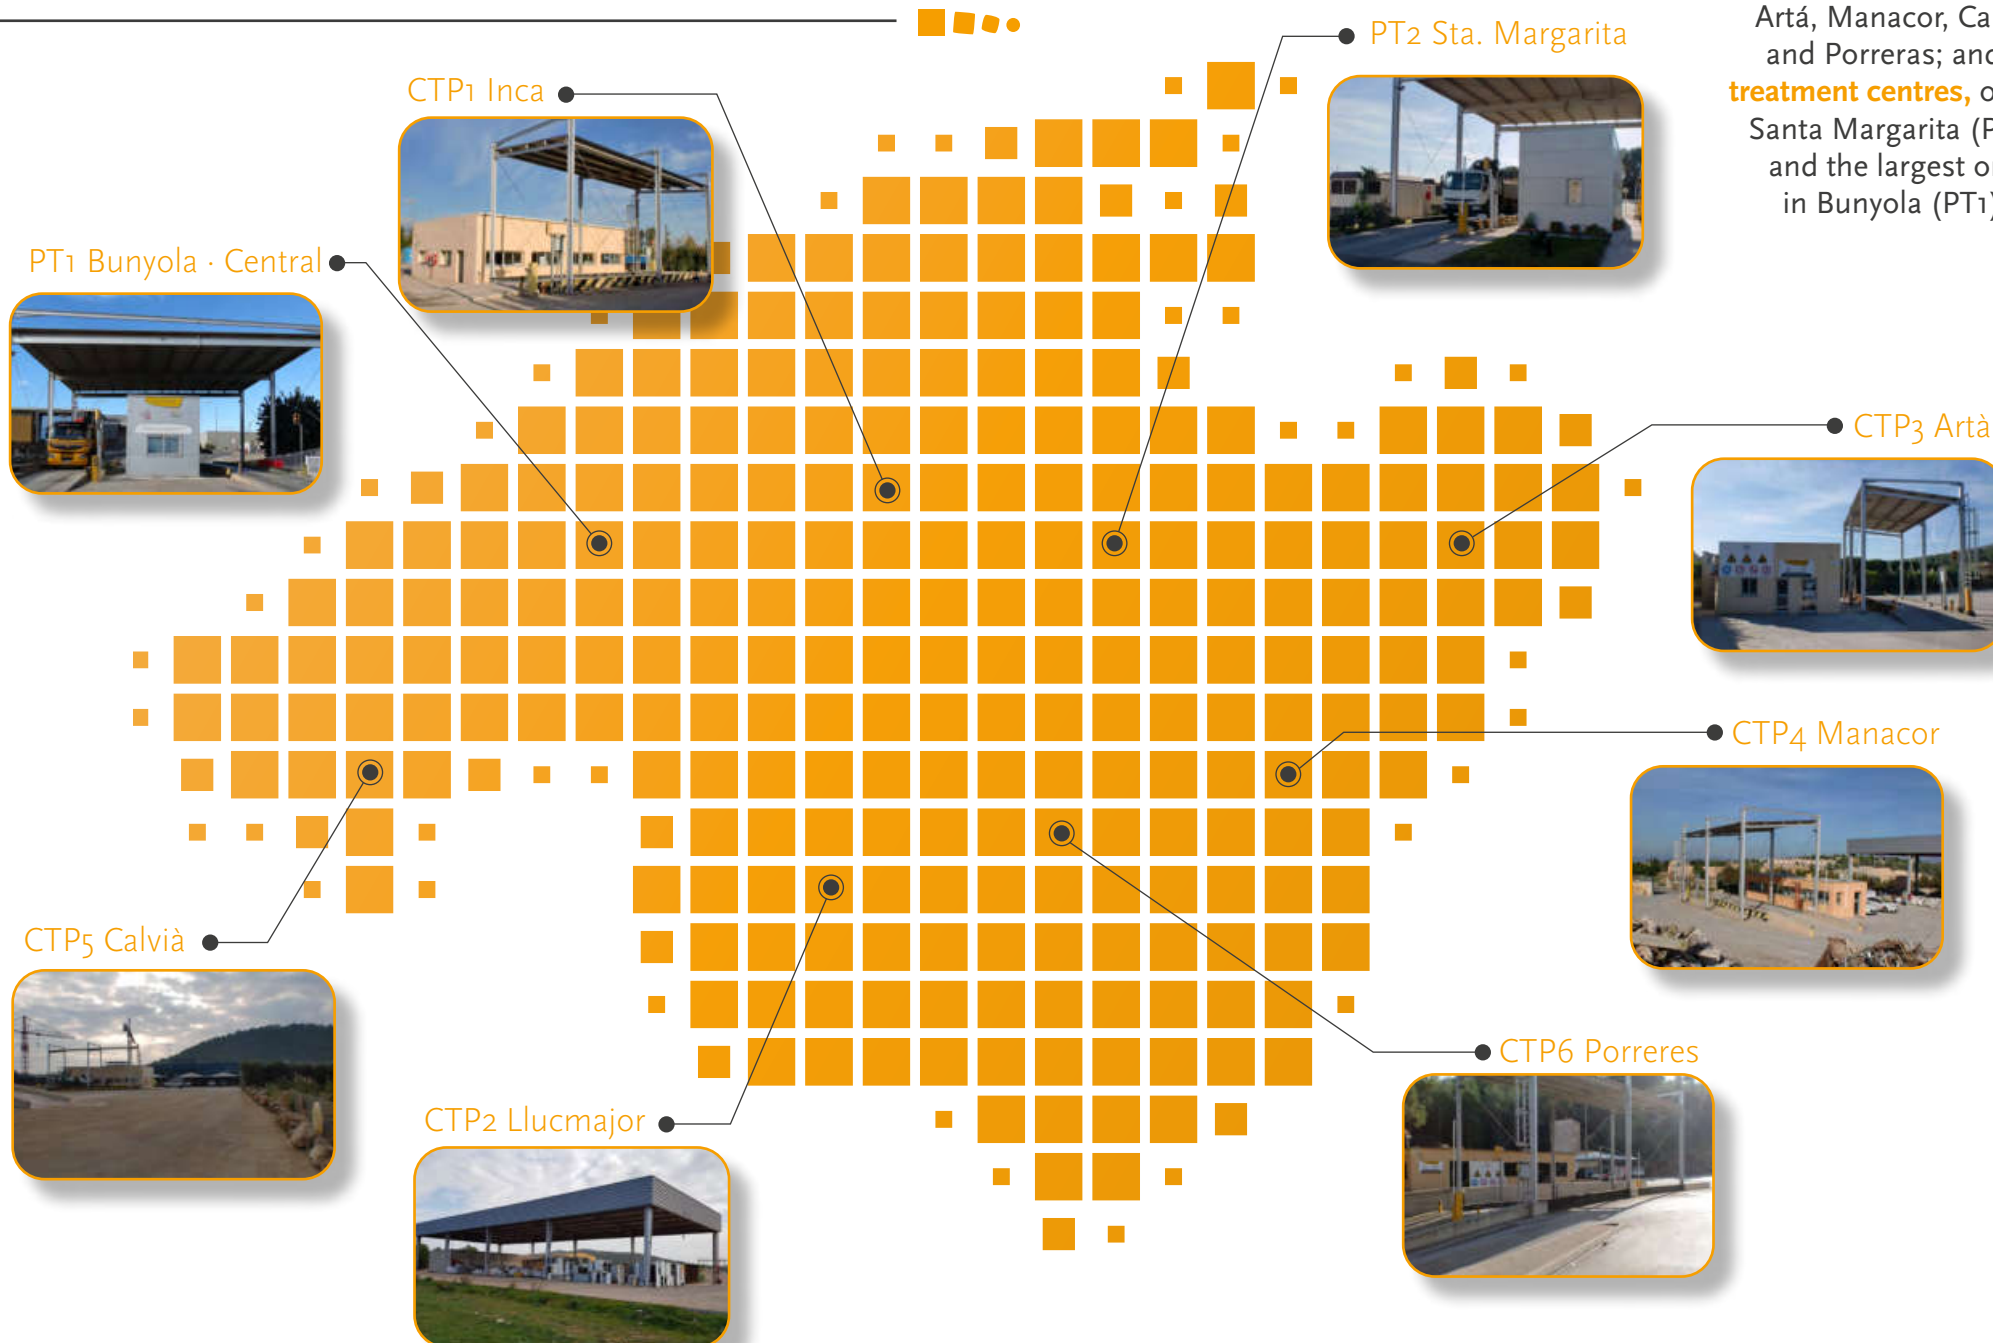 Artá, Manacor, Ca
and Porreras; and
treatment centres, o
Santa Margarita (P
and the largest o
in Bunyola (PT1)
PT2 Sta. Margarita
CTP1 Inca
PT1 Bunyola · Central
CTP3 Artà
CTP4 Manacor
CTP5 Calvià
CTP6 Porreres
CTP2 Llucmajor